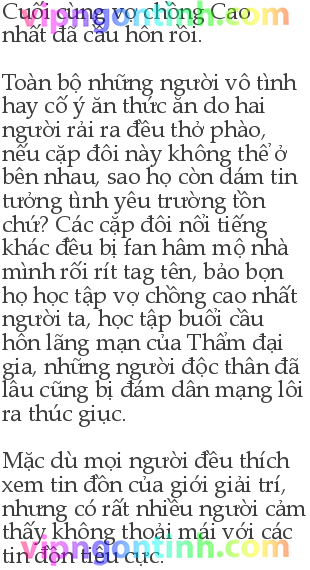 Cuối cùng vợ chồng Cao
nhất đã cầu hôn rồi.
Toàn bộ những người vô tình
hay cố ý ăn thức ăn do hai
người rải ra đều thở phào,
nếu cặp đôi này không thể ở
bên nhau, sao họ còn dám tin
tưởng tình yêu trường tồn
chứ? Các cặp đôi nổi tiếng
khác đều bị fan hâm mộ nhà
mình rối rít tag tên, bảo bọn
họ học tập vợ chồng cao nhất
người ta, học tập buổi cầu
hôn lãng mạn của Thẩm đại
gia, những người độc thân đã
lâu cũng bị đám dân mạng lôi
ra thúc giục.
Mặc dù mọi người đều thích
xem tin đồn của giới giải trí,
nhưng có rất nhiều người cảm
thấy không thoải mái với các
tin đồn tiêu cực.
vipngontinh.com
vipngontinh.com